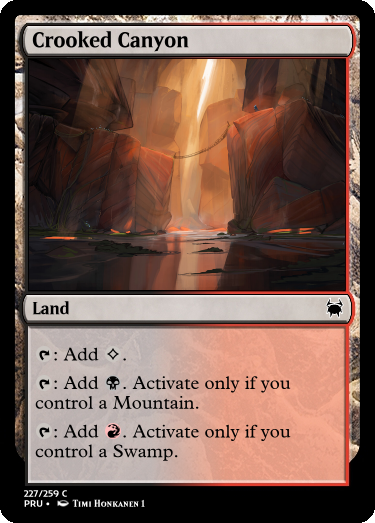 Crooked Canyon
Land
: Add .
: Add . Activate only if you
control a Mountain.
: Add . Activate only if you
control a Swamp.
227/259 C
PRU • Timi Honkanen 1